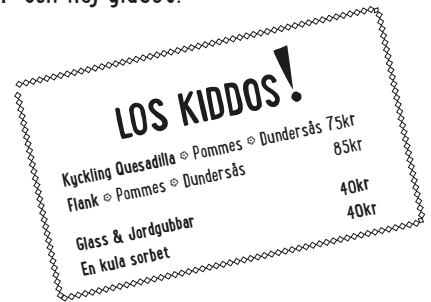 LOS KIDDOS!
Kyckling Quesadilla ⌾ Pommes ⌾ Dundersås 75kr
Flank ⌾ Pommes ⌾ Dundersås 85kr
Glass & Jordgubbar 40kr
En kula sorbet 40kr